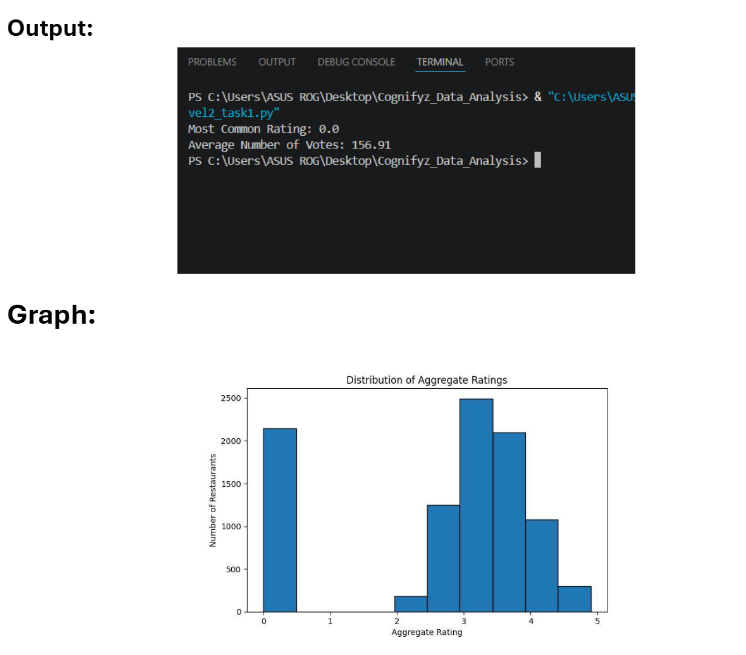 Output:
PROBLEMS OUTPUT DEBUG CONSOLE TERMINAL PORTS
PS C:\Users\ASUS ROG\Desktop\Cognifyz_Data_Analysis> & "C:\Users\ASUS
vel2_task1.py"
Most Common Rating: 0.0
Average Number of Votes: 156.91
PS C:\Users\ASUS ROG\Desktop\Cognifyz_Data_Analysis>
Graph:
Distribution of Aggregate Ratings
2500
2000
1500
1000
500
0
Number of Restaurants
0 1 2 3 4 5
Aggregate Rating